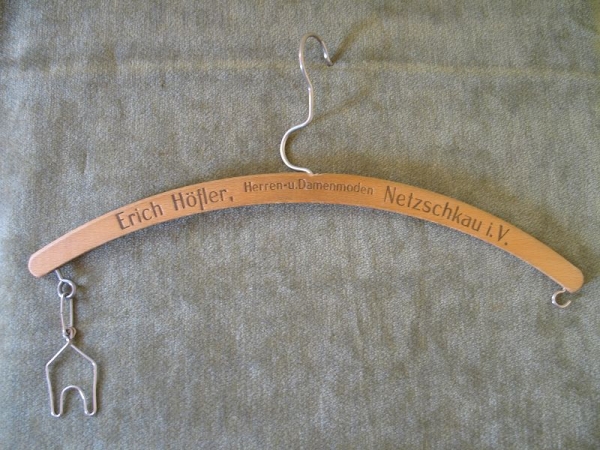 Erich Höfler, Herren-u.Damenmoden Netzschkau i.V.